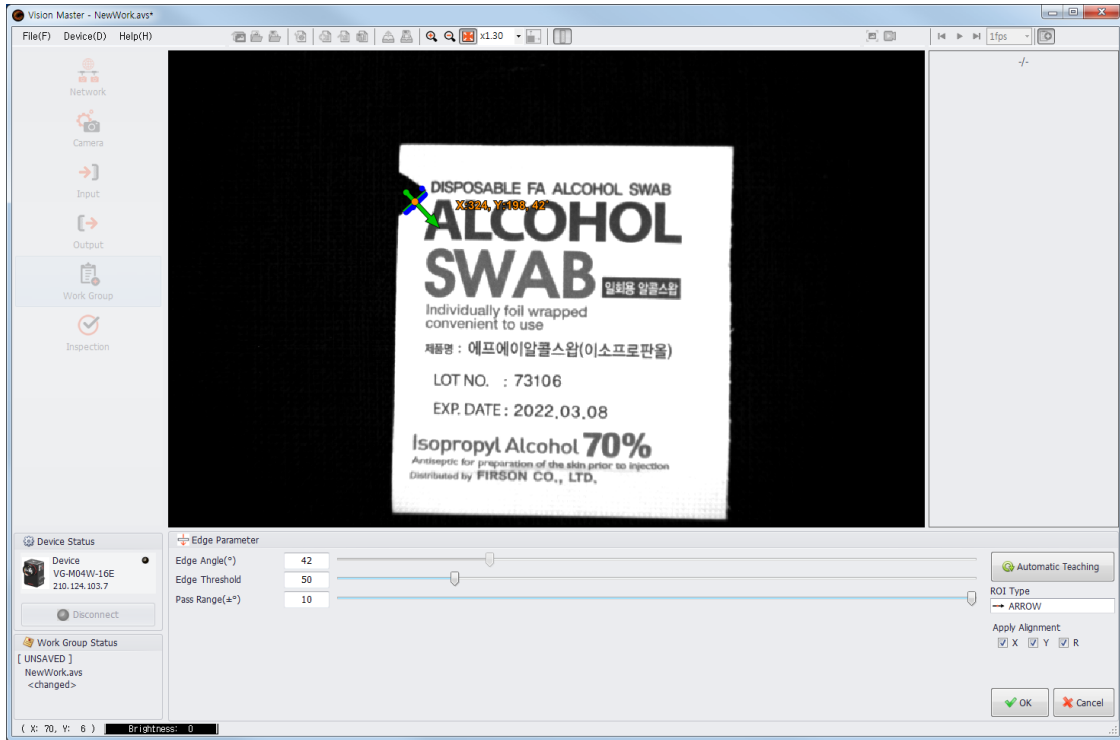 Vision Master - NewWork.avs*
File(F) Device(D) Help(H)
x1.30
1fps
-/-
Network
Camera
Input
Output
Work Group
Inspection
DISPOSABLE FA ALCOHOL SWAB
X:324, Y:198, 42°
ALCOHOL
SWAB
일회용 알콜스왑
Individually foil wrapped
convenient to use
제품명 : 에프에이알콜스왑(이소프로판올)
LOT NO. : 73106
EXP. DATE : 2022.03.08
Isopropyl Alcohol 70%
Antiseptic for preparation of the skin prior to injection
Distributed by FIRSON CO., LTD.
Device Status
Device
VG-M04W-16E
210.124.103.7
Disconnect
Work Group Status
[ UNSAVED ]
NewWork.avs
<changed>
Edge Parameter
Edge Angle(°) 42
Edge Threshold 50
Pass Range(±°) 10
Automatic Teaching
ROI Type
ARROW
Apply Alignment
X Y R
OK Cancel
( X: 70, Y: 6 ) Brightness: 0